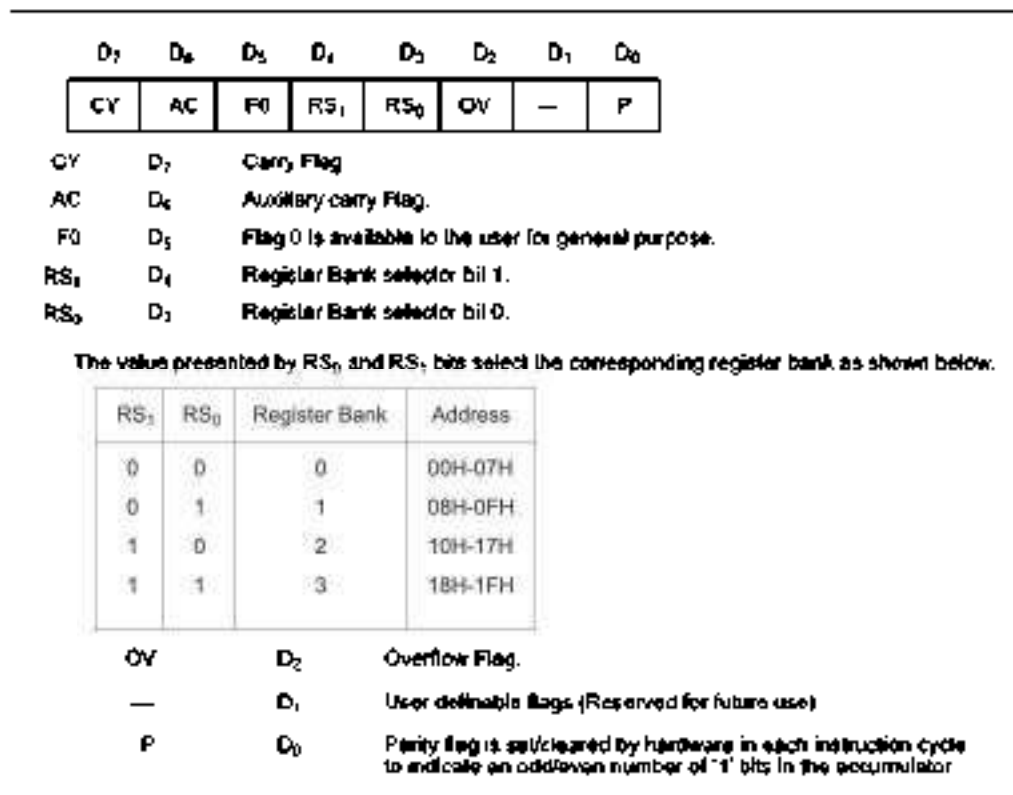 D₇ D₆ D₅ D₄ D₃ D₂ D₁ D₀
CY AC F0 RS₁ RS₀ OV — P
CY D₇ Carry Flag
AC D₆ Auxiliary carry Flag.
F0 D₅ Flag 0 is available to the user for general purpose.
RS₁ D₄ Register Bank selector bit 1.
RS₀ D₃ Register Bank selector bit 0.
The value presented by RS₀ and RS₁ bits select the corresponding register bank as shown below.
RS₁ RS₀ Register Bank Address
0 0 0 00H-07H
0 1 1 08H-0FH
1 0 2 10H-17H
1 1 3 18H-1FH
OV D₂ Overflow Flag.
— D₁ User definable flags (Reserved for future use)
P D₀ Parity flag is set/cleared by hardware in each instruction cycle
to indicate an odd/even number of '1' bits in the accumulator